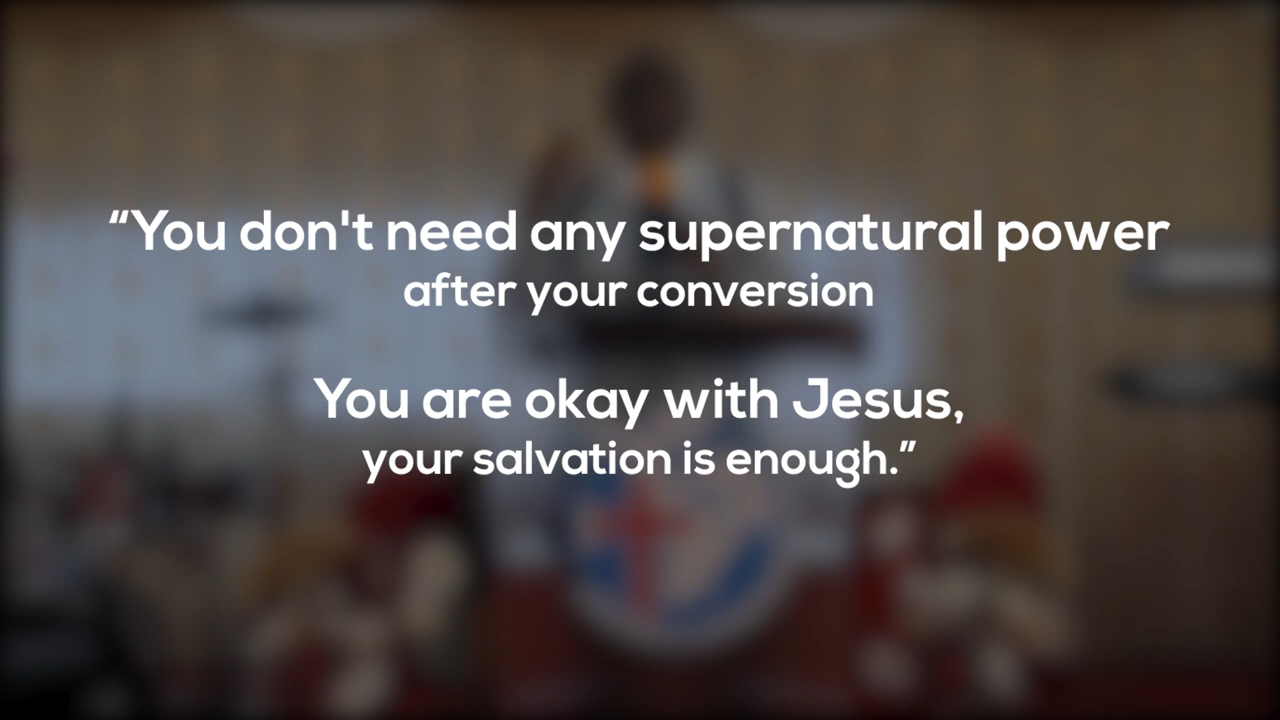 “You don't need any supernatural power
after your conversion
You are okay with Jesus,
your salvation is enough.”